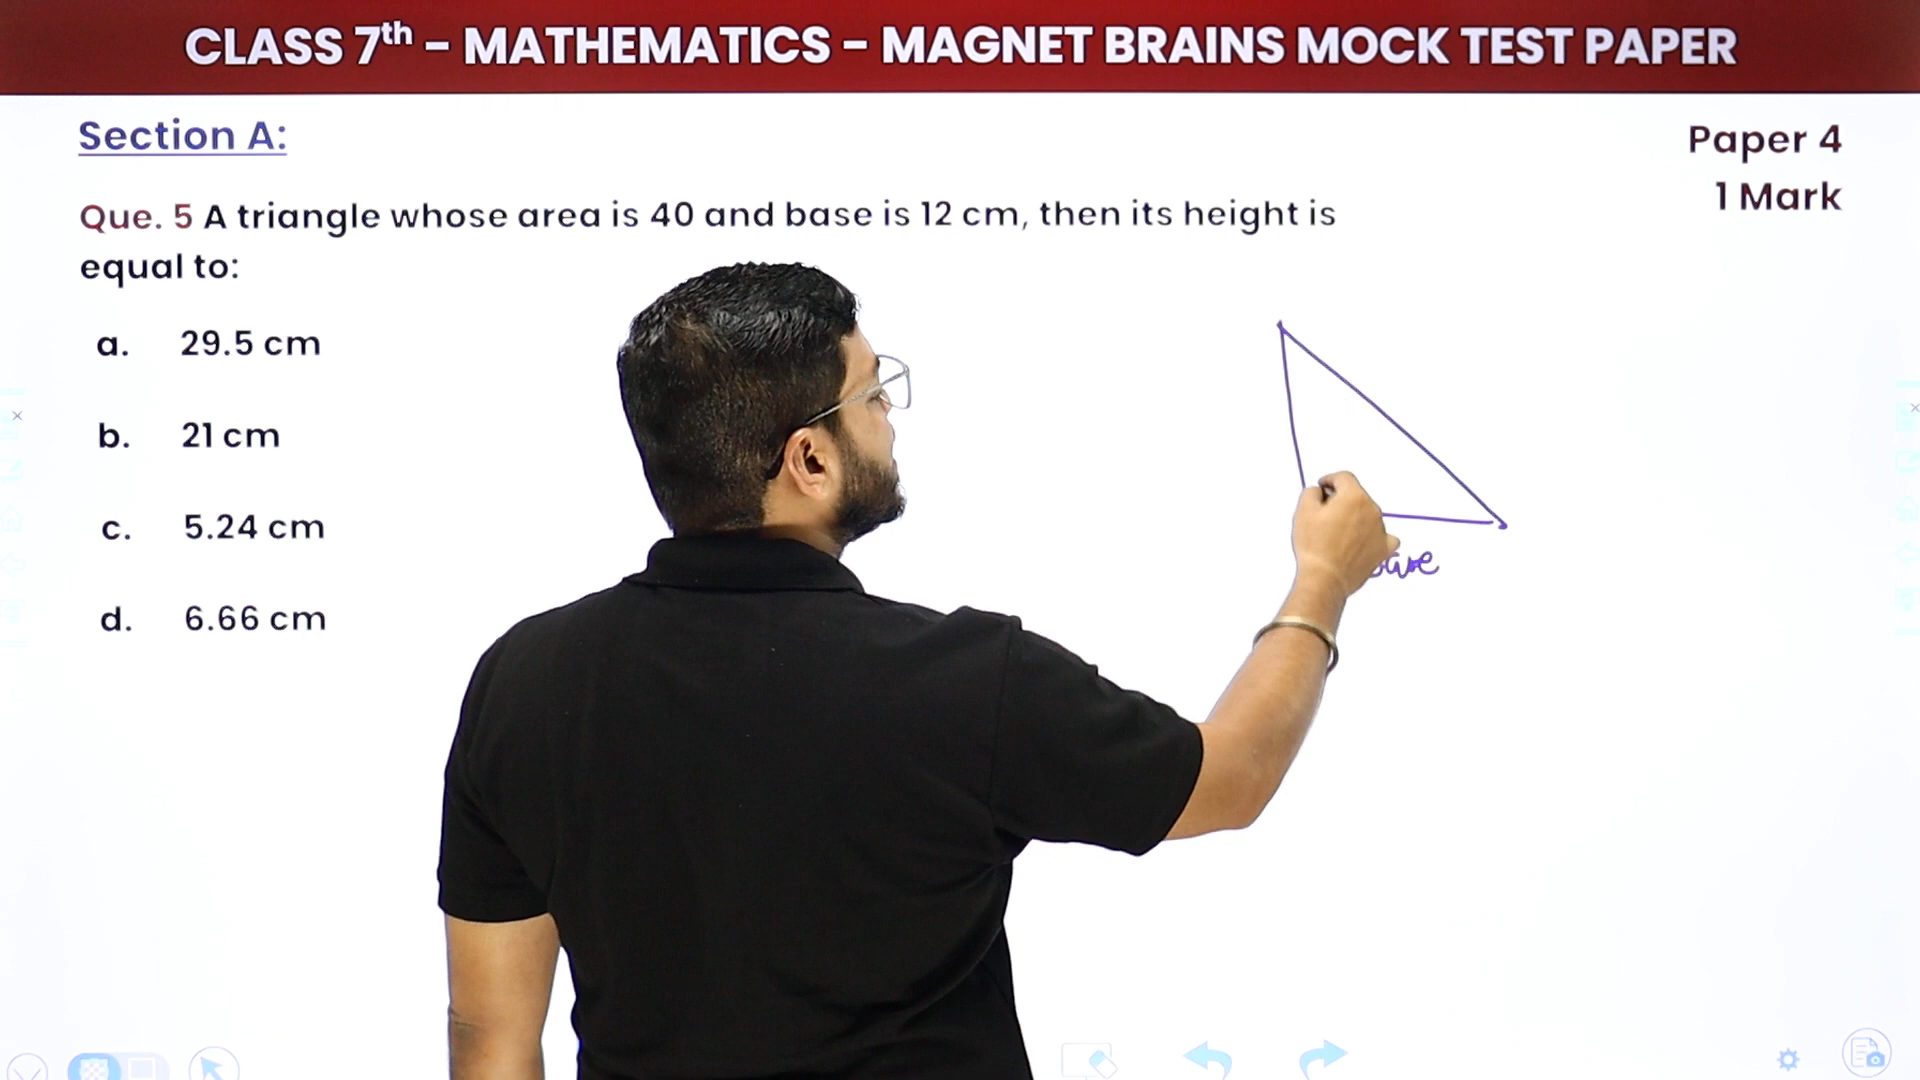 CLASS 7th – MATHEMATICS – MAGNET BRAINS MOCK TEST PAPER
Section A:
Paper 4
1 Mark
Que. 5 A triangle whose area is 40 and base is 12 cm, then its height is
equal to:
a. 29.5 cm
b. 21 cm
c. 5.24 cm
d. 6.66 cm